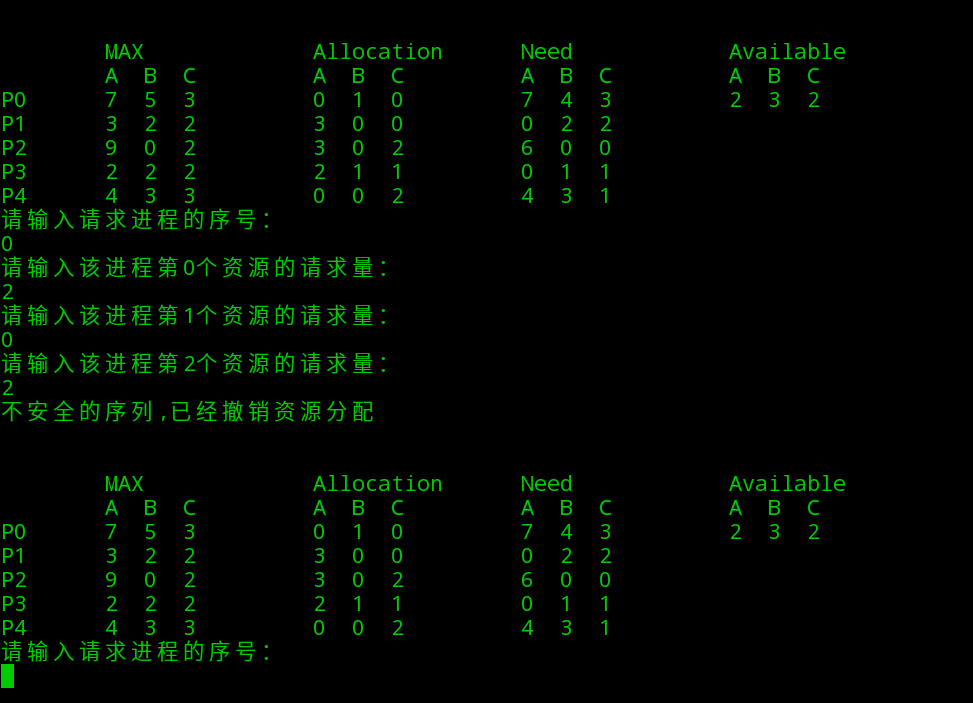 MAX Allocation Need Available
A B C A B C A B C A B C
P0 7 5 3 0 1 0 7 4 3 2 3 2
P1 3 2 2 3 0 0 0 2 2
P2 9 0 2 3 0 2 6 0 0
P3 2 2 2 2 1 1 0 1 1
P4 4 3 3 0 0 2 4 3 1
请输入请求进程的序号：
0
请输入该进程第0个资源的请求量：
2
请输入该进程第1个资源的请求量：
0
请输入该进程第2个资源的请求量：
2
不安全的序列,已经撤销资源分配
MAX Allocation Need Available
A B C A B C A B C A B C
P0 7 5 3 0 1 0 7 4 3 2 3 2
P1 3 2 2 3 0 0 0 2 2
P2 9 0 2 3 0 2 6 0 0
P3 2 2 2 2 1 1 0 1 1
P4 4 3 3 0 0 2 4 3 1
请输入请求进程的序号：